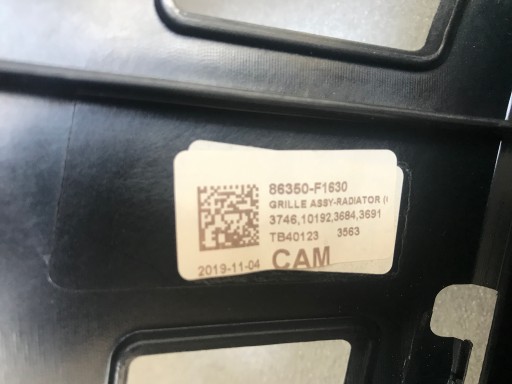 86350-F1630
GRILLE ASSY-RADIATOR (
3746,10192,3684,3691
TB40123 3563
2019-11-04 CAM